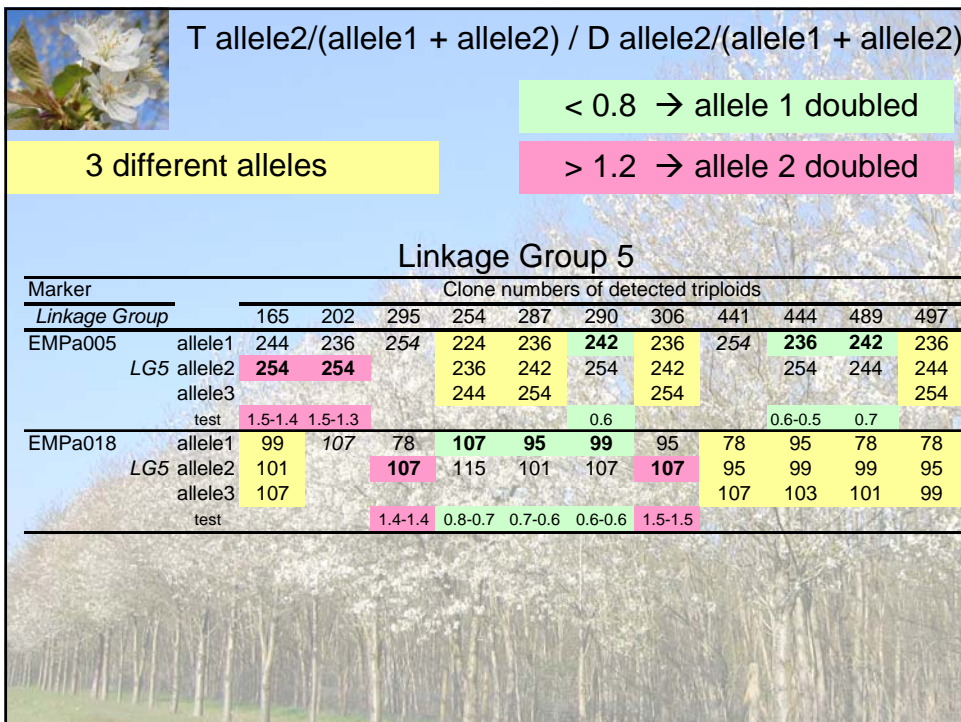 T allele2/(allele1 + allele2) / D allele2/(allele1 + allele2)
< 0.8 → allele 1 doubled
3 different alleles
> 1.2 → allele 2 doubled
Linkage Group 5
Marker Clone numbers of detected triploids
Linkage Group 165 202 295 254 287 290 306 441 444 489 497
EMPa005 allele1 244 236 254 224 236 242 236 254 236 242 236
LG5 allele2 254 254 236 242 254 242 254 244 244
allele3 244 254 254 254
test 1.5-1.4 1.5-1.3 0.6 0.6-0.5 0.7
EMPa018 allele1 99 107 78 107 95 99 95 78 95 78 78
LG5 allele2 101 107 115 101 107 107 95 99 99 95
allele3 107 107 103 101 99
test 1.4-1.4 0.8-0.7 0.7-0.6 0.6-0.6 1.5-1.5